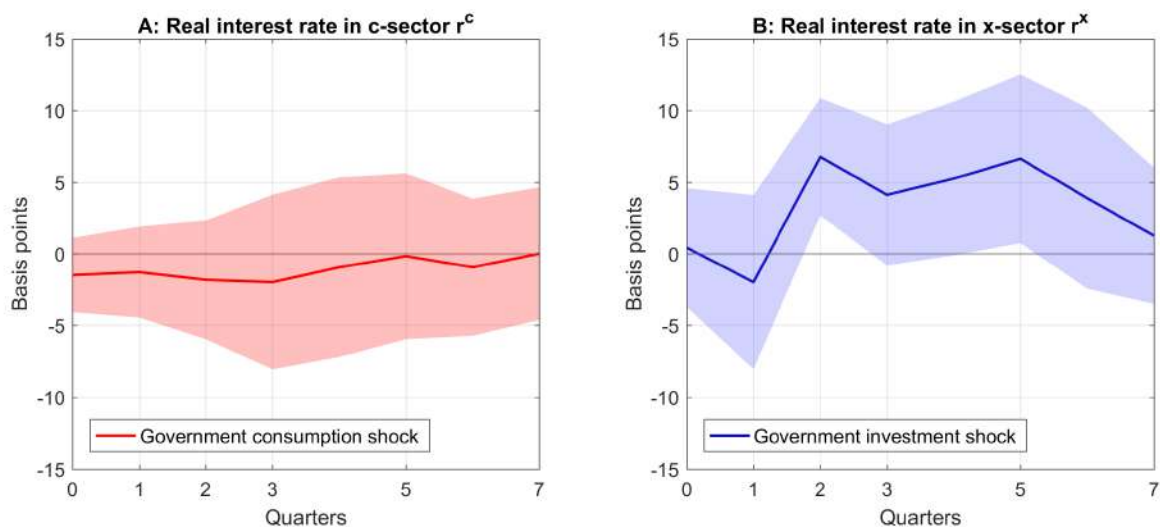 A: Real interest rate in c-sector r^c
15
10
5
0
-5
-10
-15
Basis points
Government consumption shock
0 1 2 3 5 7
Quarters
B: Real interest rate in x-sector r^x
15
10
5
0
-5
-10
-15
Basis points
Government investment shock
0 1 2 3 5 7
Quarters